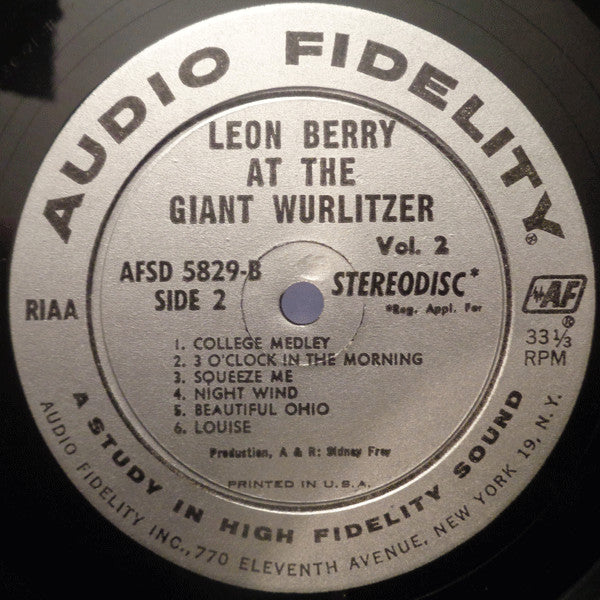 AUDIO FIDELITY®
LEON BERRY
AT THE
GIANT WURLITZER
Vol. 2
AFSD 5829-B
SIDE 2
STEREODISC*
*Reg. Appl. For
RIAA
AF®
33⅓
RPM
1. COLLEGE MEDLEY
2. 3 O'CLOCK IN THE MORNING
3. SQUEEZE ME
4. NIGHT WIND
5. BEAUTIFUL OHIO
6. LOUISE
Production, A & R: Sidney Frey
PRINTED IN U.S.A.
A STUDY IN HIGH FIDELITY SOUND
AUDIO FIDELITY INC., 770 ELEVENTH AVENUE, NEW YORK 19, N.Y.